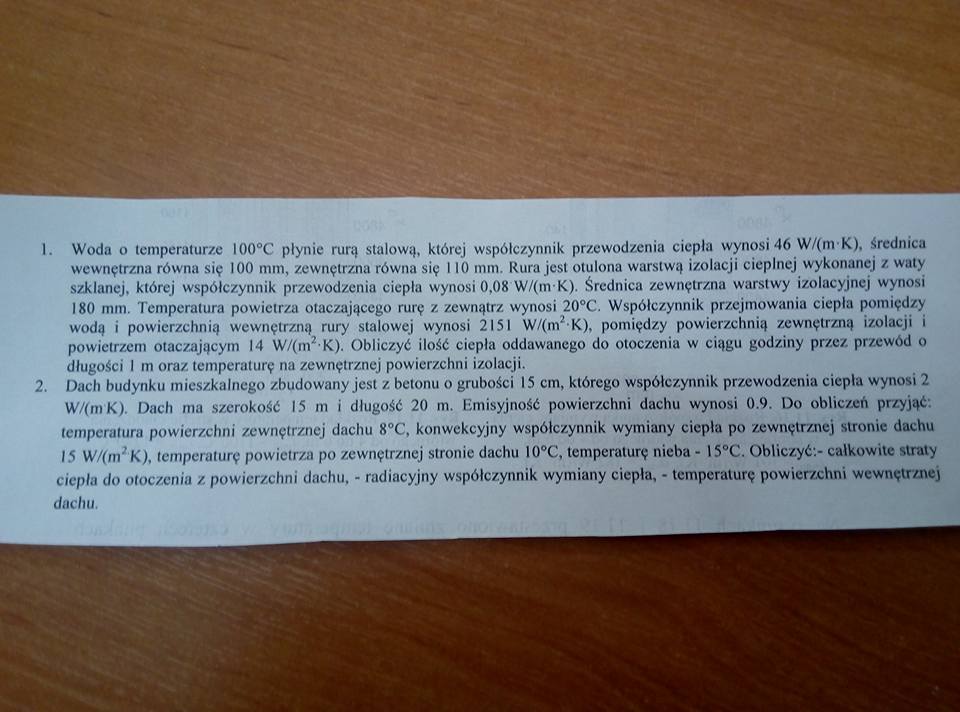 1. Woda o temperaturze 100°C płynie rurą stalową, której współczynnik przewodzenia ciepła wynosi 46 W/(m·K), średnica
wewnętrzna równa się 100 mm, zewnętrzna równa się 110 mm. Rura jest otulona warstwą izolacji cieplnej wykonanej z waty
szklanej, której współczynnik przewodzenia ciepła wynosi 0,08 W/(m·K). Średnica zewnętrzna warstwy izolacyjnej wynosi
180 mm. Temperatura powietrza otaczającego rurę z zewnątrz wynosi 20°C. Współczynnik przejmowania ciepła pomiędzy
wodą i powierzchnią wewnętrzną rury stalowej wynosi 2151 W/(m²·K), pomiędzy powierzchnią zewnętrzną izolacji i
powietrzem otaczającym 14 W/(m²·K). Obliczyć ilość ciepła oddawanego do otoczenia w ciągu godziny przez przewód o
długości 1 m oraz temperaturę na zewnętrznej powierzchni izolacji.
2. Dach budynku mieszkalnego zbudowany jest z betonu o grubości 15 cm, którego współczynnik przewodzenia ciepła wynosi 2
W/(m·K). Dach ma szerokość 15 m i długość 20 m. Emisyjność powierzchni dachu wynosi 0.9. Do obliczeń przyjąć:
temperatura powierzchni zewnętrznej dachu 8°C, konwekcyjny współczynnik wymiany ciepła po zewnętrznej stronie dachu
15 W/(m²·K), temperaturę powietrza po zewnętrznej stronie dachu 10°C, temperaturę nieba - 15°C. Obliczyć:- całkowite straty
ciepła do otoczenia z powierzchni dachu, - radiacyjny współczynnik wymiany ciepła, - temperaturę powierzchni wewnętrznej
dachu.